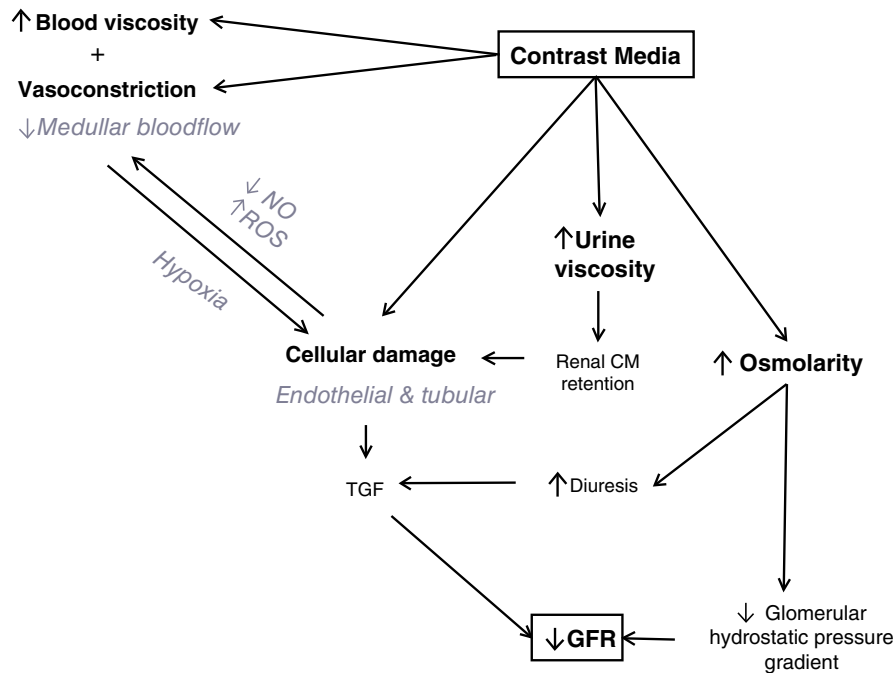 ↑ Blood viscosity
+
Vasoconstriction
↓ Medullar bloodflow
Contrast Media
↓ NO
↑ ROS
Hypoxia
↑ Urine
viscosity
Cellular damage
Endothelial & tubular
Renal CM
retention
↑ Osmolarity
TGF
↑ Diuresis
↓ GFR
↓ Glomerular
hydrostatic pressure
gradient